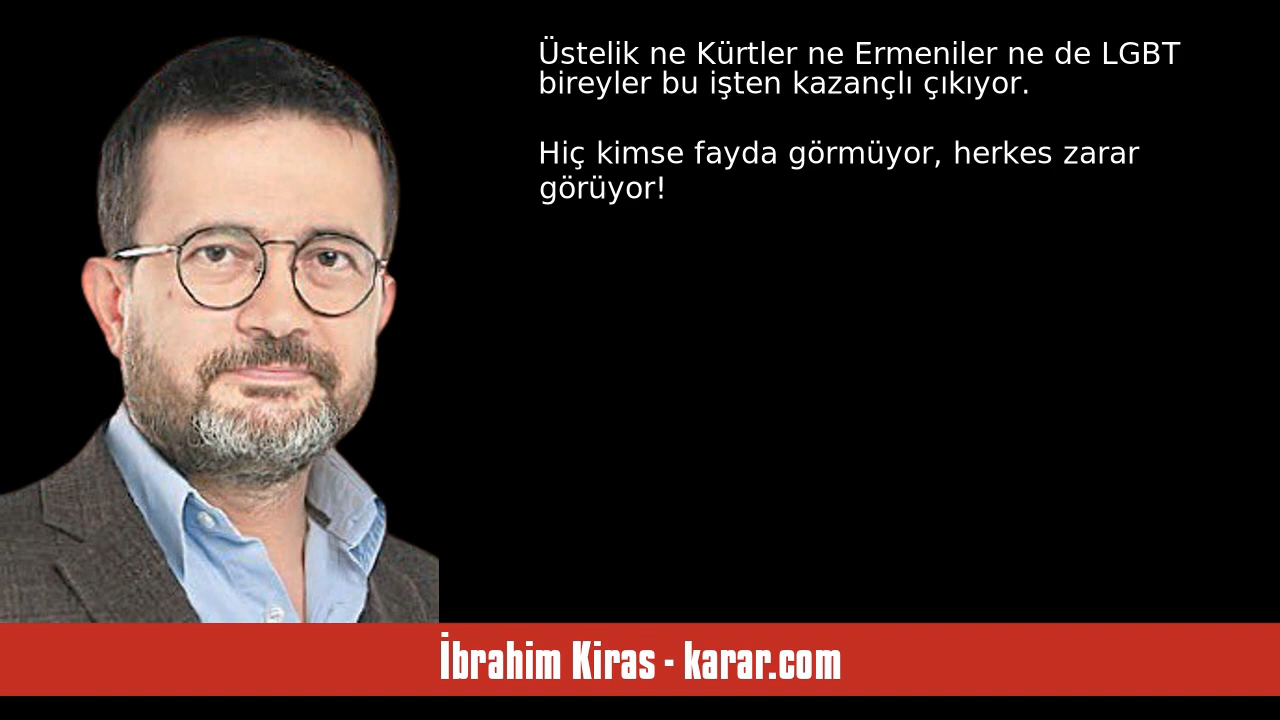 Üstelik ne Kürtler ne Ermeniler ne de LGBT
bireyler bu işten kazançlı çıkıyor.
Hiç kimse fayda görmüyor, herkes zarar
görüyor!
İbrahim Kiras - karar.com